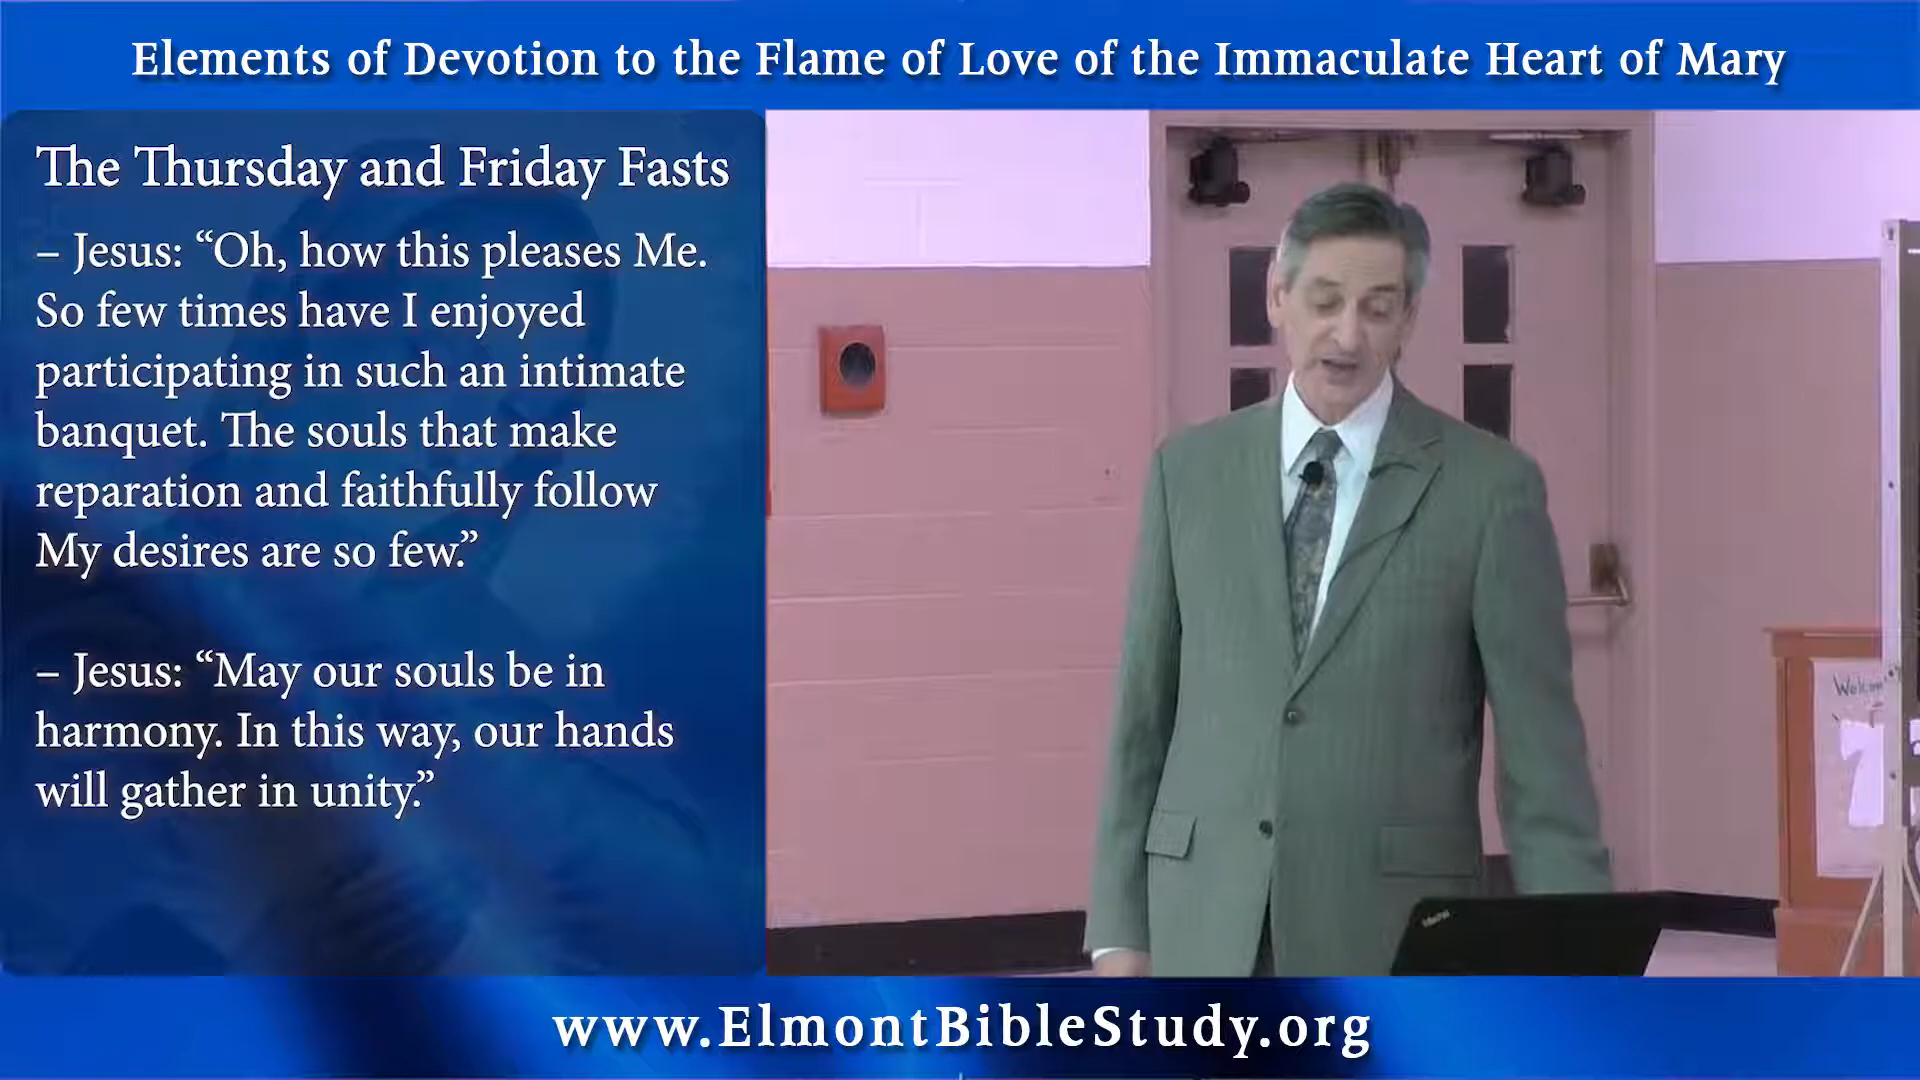 Elements of Devotion to the Flame of Love of the Immaculate Heart of Mary
The Thursday and Friday Fasts
– Jesus: “Oh, how this pleases Me.
So few times have I enjoyed
participating in such an intimate
banquet. The souls that make
reparation and faithfully follow
My desires are so few.”
– Jesus: “May our souls be in
harmony. In this way, our hands
will gather in unity.”
www.ElmontBibleStudy.org